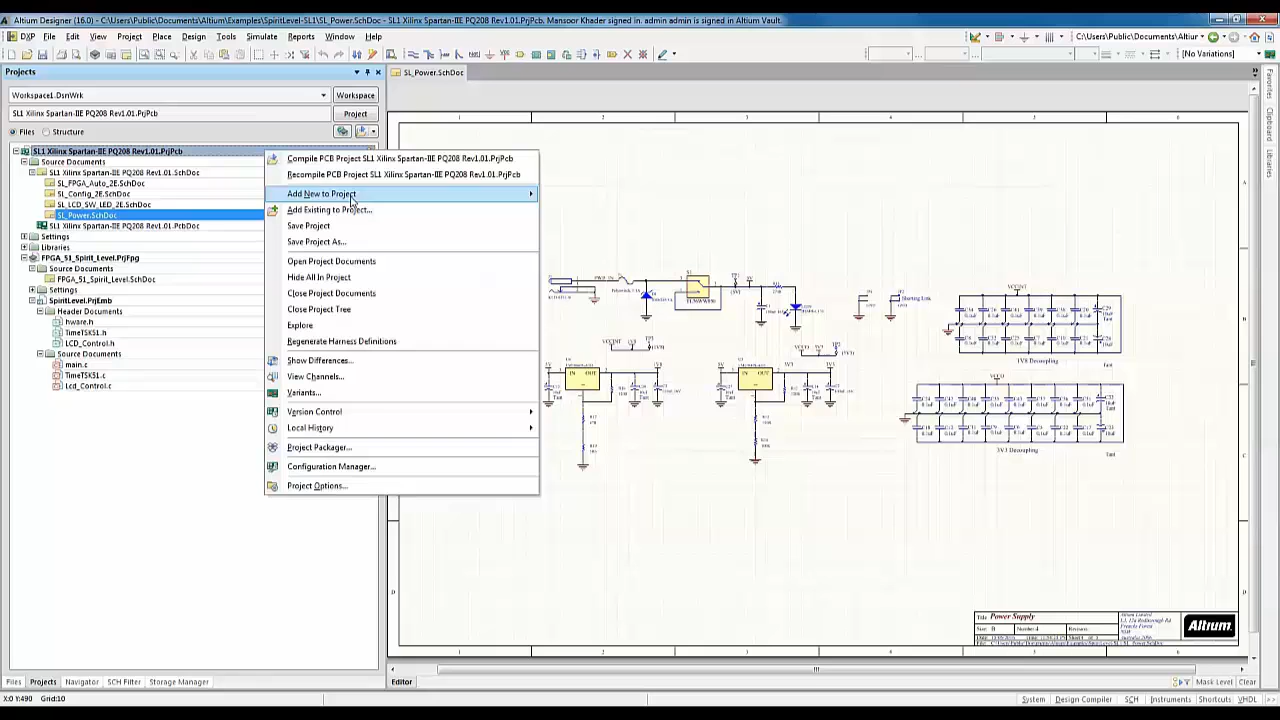 Altium Designer (16.0) - C:\Users\Public\Documents\Altium\Examples\SpiritLevel-SL1\SL_Power.SchDoc - SL1 Xilinx Spartan-IIE PQ208 Rev1.01.PrjPcb. Mansoor Khader signed in. admin admin is signed in Altium Vault
DXP File Edit View Project Place Design Tools Simulate Reports Window Help
C:\Users\Public\Documents\Altiur
[No Variations]
Projects
SL_Power.SchDoc
Workspace1.DsnWrk
Workspace
SL1 Xilinx Spartan-IIE PQ208 Rev1.01.PrjPcb
Project
Files Structure
SL1 Xilinx Spartan-IIE PQ208 Rev1.01.PrjPcb
Source Documents
SL1 Xilinx Spartan-IIE PQ208 Rev1.01.SchDoc
SL_FPGA_Auto_2E.SchDoc
SL_Config_2E.SchDoc
SL_LCD_SW_LED_2E.SchDoc
SL_Power.SchDoc
SL1 Xilinx Spartan-IIE PQ208 Rev1.01.PcbDoc
Settings
Libraries
FPGA_51_Spirit_Level.PrjFpg
Source Documents
FPGA_51_Spirit_Level.SchDoc
Settings
SpiritLevel.PrjEmb
Header Documents
hware.h
TimeTSK51.h
LCD_Control.h
Source Documents
main.c
TimeTSK51.c
Lcd_Control.c
Compile PCB Project SL1 Xilinx Spartan-IIE PQ208 Rev1.01.PrjPcb
Recompile PCB Project SL1 Xilinx Spartan-IIE PQ208 Rev1.01.PrjPcb
Add New to Project
Add Existing to Project...
Save Project
Save Project As...
Open Project Documents
Hide All In Project
Close Project Documents
Close Project Tree
Explore
Regenerate Harness Definitions
Show Differences...
View Channels...
Variants...
Version Control
Local History
Project Packager...
Configuration Manager...
Project Options...
Favorites
Clipboard
Libraries
VCCINT
1V8 Decoupling
VCCO
3V3 Decoupling
IN OUT
IN OUT
Title Power Supply
Altium
Files Projects Navigator SCH Filter Storage Manager
Editor
Mask Level Clear
X:0 Y:490 Grid:10
System Design Compiler SCH Instruments Shortcuts VHDL >>